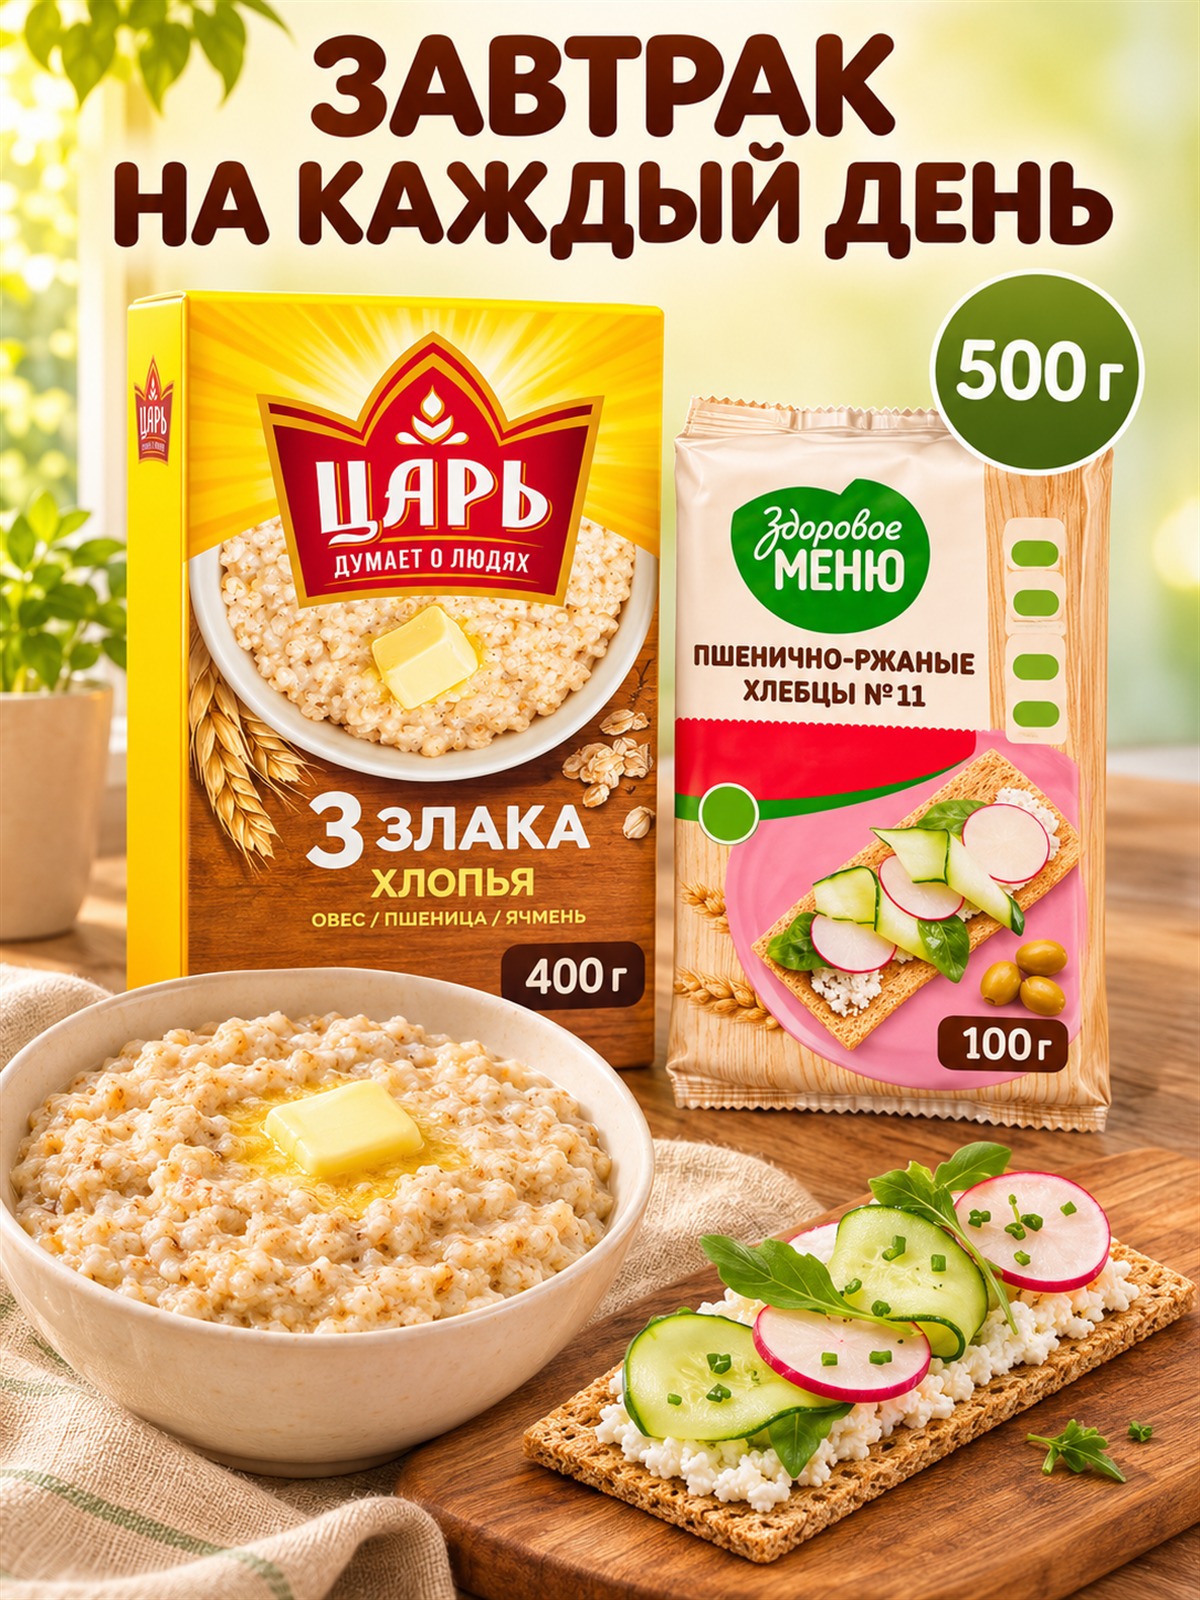 ЗАВТРАК
НА КАЖДЫЙ ДЕНЬ
500 г
ЦАРЬ
ЦАРЬ
ДУМАЕТ О ЛЮДЯХ
3 ЗЛАКА
ХЛОПЬЯ
ОВЕС / ПШЕНИЦА / ЯЧМЕНЬ
400 г
Здоровое
МЕНЮ
ПШЕНИЧНО-РЖАНЫЕ
ХЛЕБЦЫ № 11
100 г